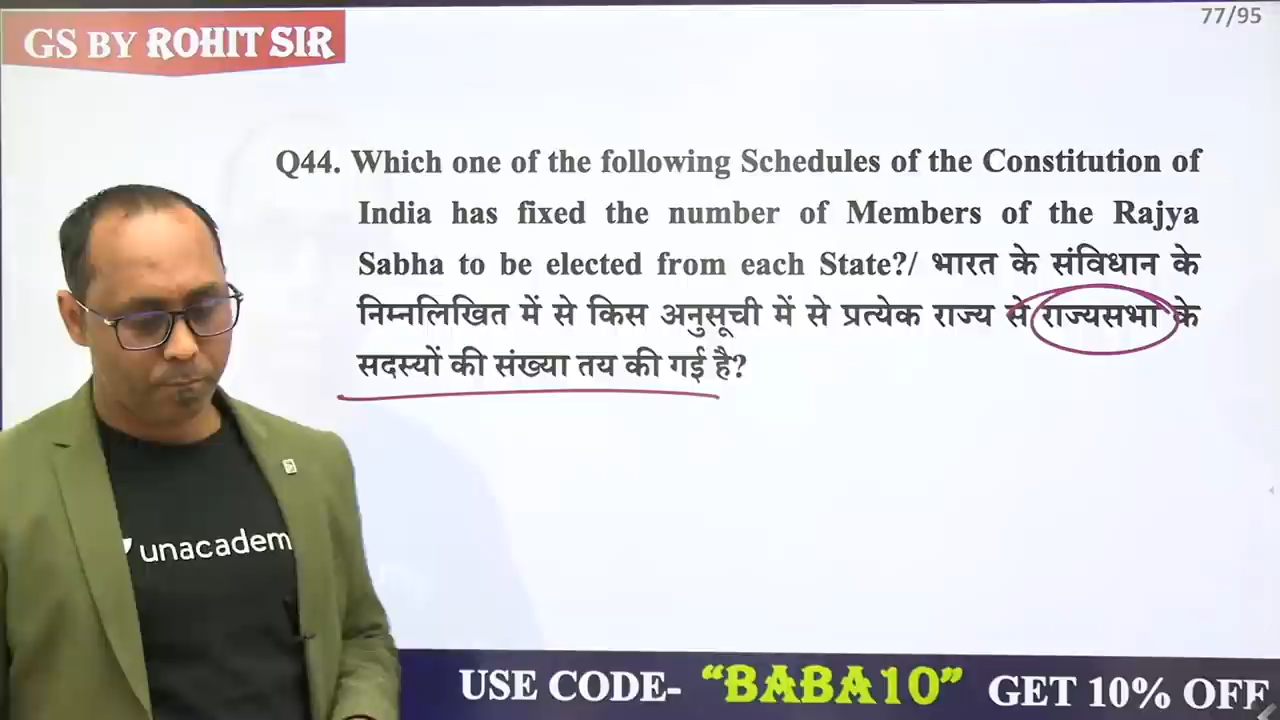 GS BY ROHIT SIR
77/95
Q44. Which one of the following Schedules of the Constitution of
India has fixed the number of Members of the Rajya
Sabha to be elected from each State?/ भारत के संविधान के
निम्नलिखित में से किस अनुसूची में से प्रत्येक राज्य से राज्यसभा के
सदस्यों की संख्या तय की गई है?
unacadem
USE CODE- “BABA10” GET 10% OFF